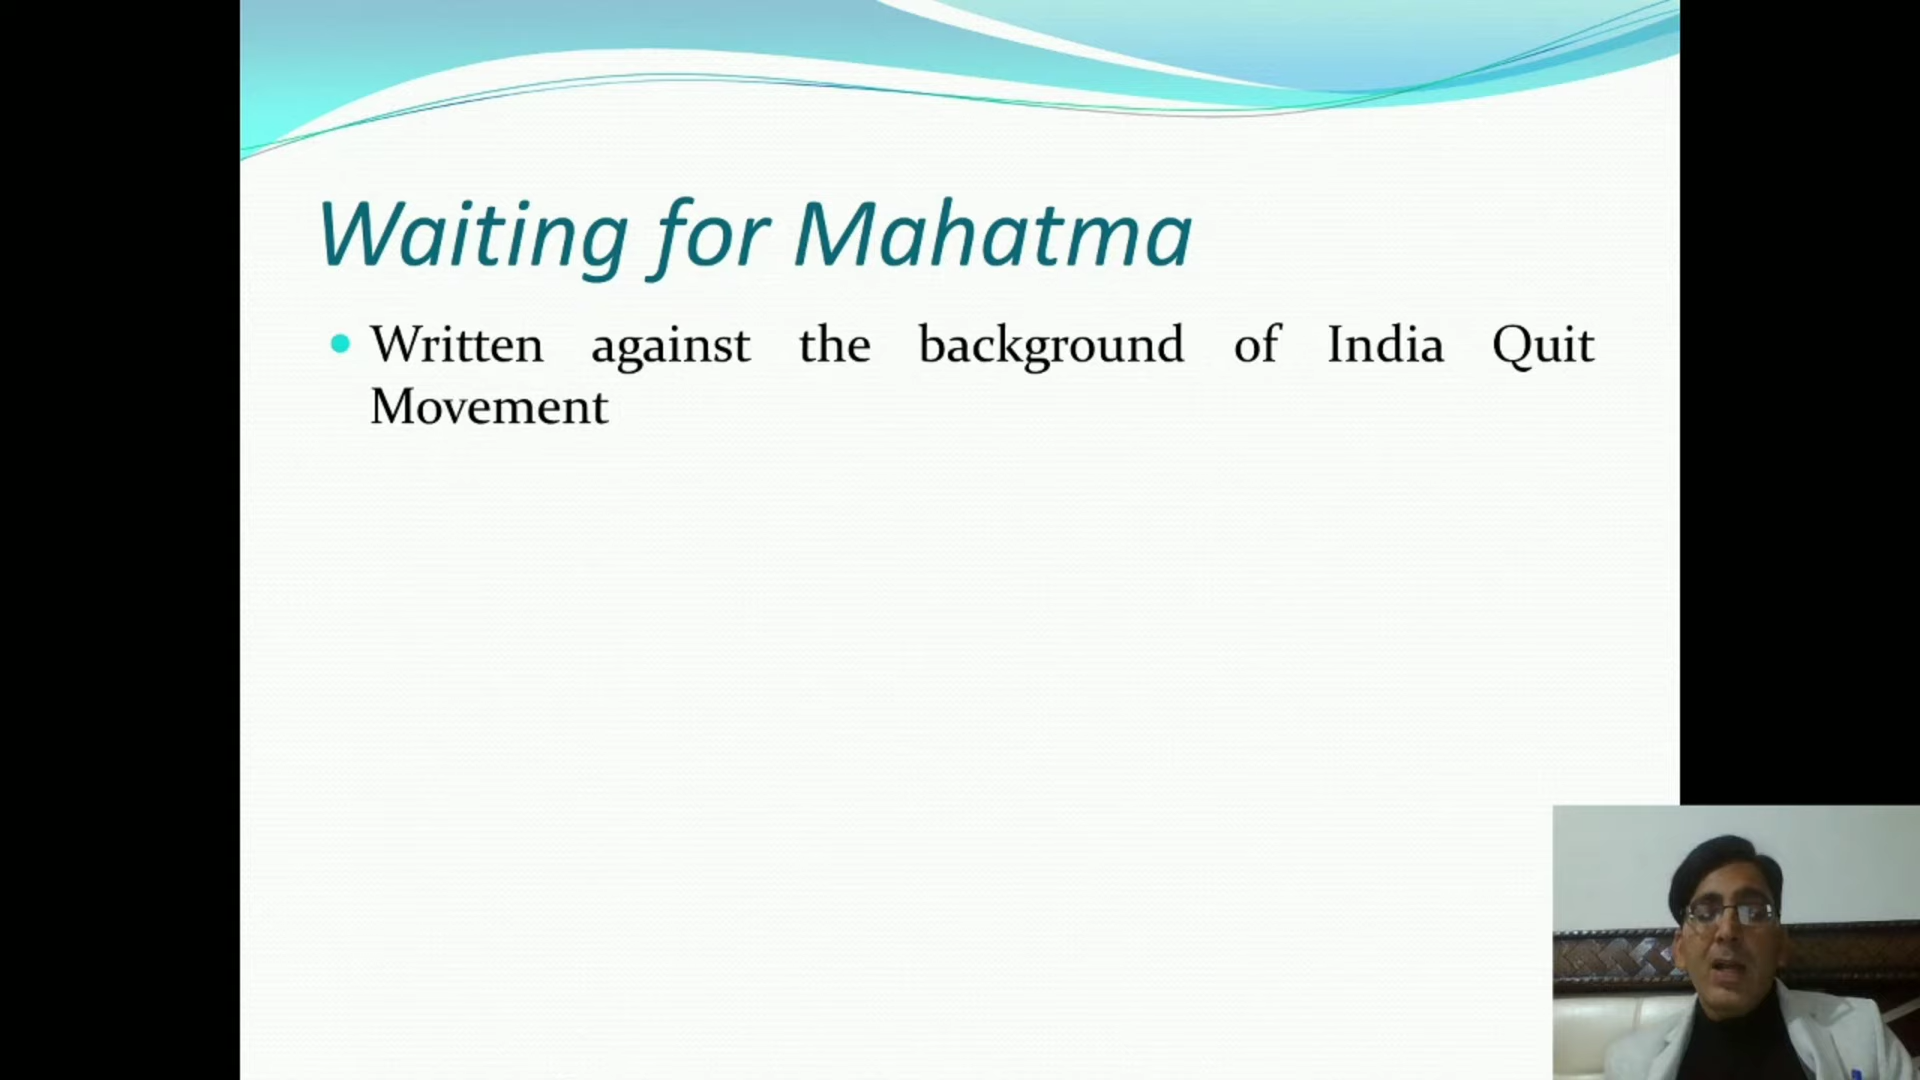 Waiting for Mahatma
Written against the background of India Quit
Movement